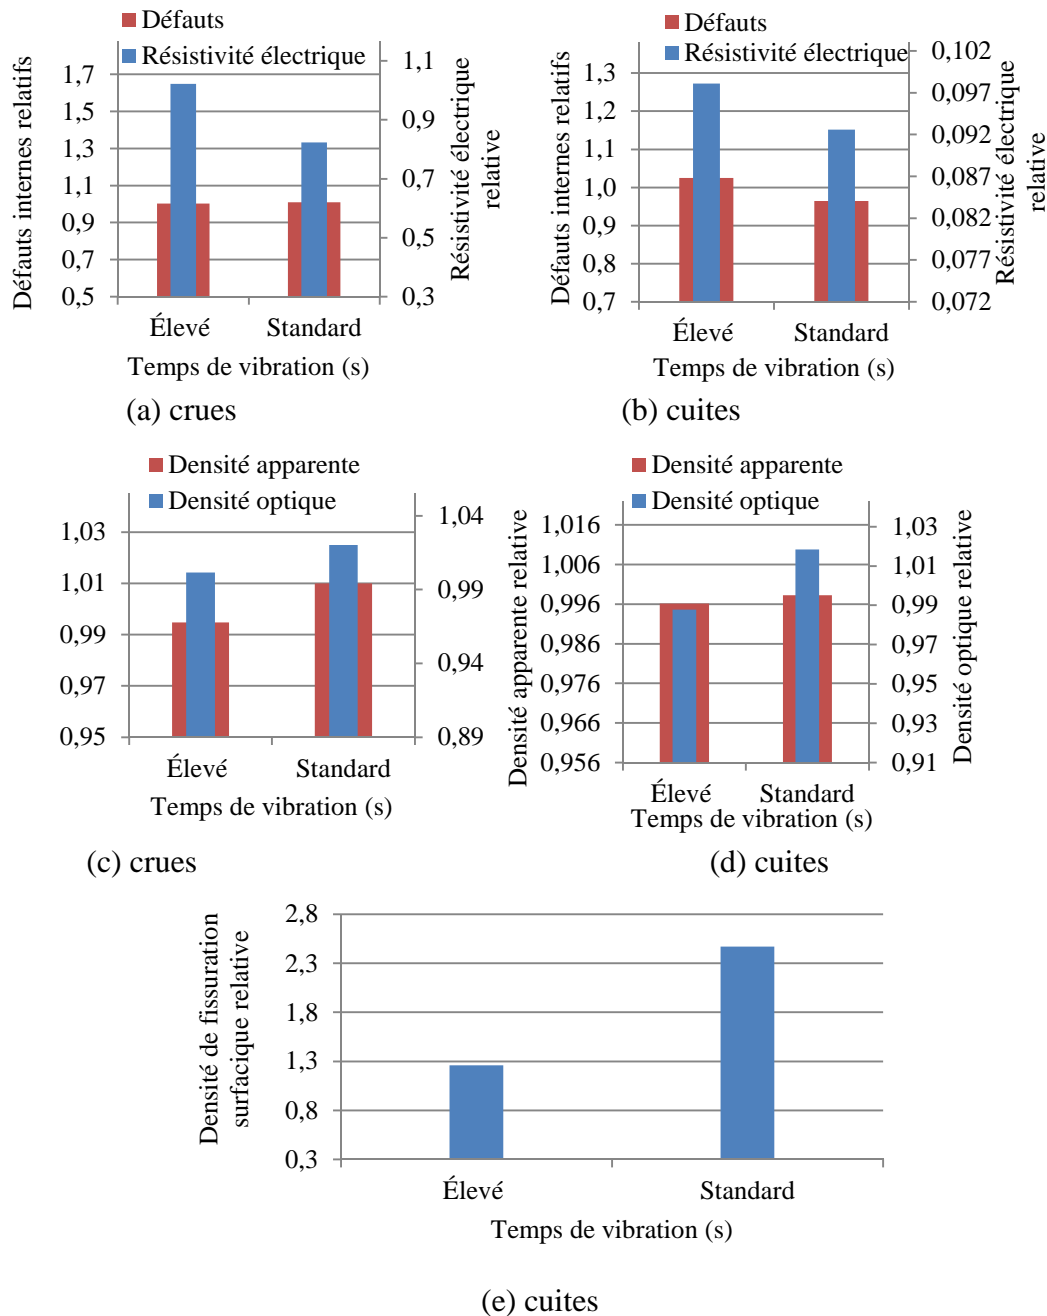 Défauts
Résistivité électrique
Défauts internes relatifs
1,7
1,5
1,3
1,1
0,9
0,7
0,5
1,1
0,9
0,7
0,5
0,3
Résistivité électrique
relative
Élevé
Standard
Temps de vibration (s)
(a) crues
Défauts
Résistivité électrique
Défauts internes relatifs
1,3
1,2
1,1
1,0
0,9
0,8
0,7
0,102
0,097
0,092
0,087
0,082
0,077
0,072
Résistivité électrique
relative
Élevé
Standard
Temps de vibration (s)
(b) cuites
Densité apparente
Densité optique
1,03
1,01
0,99
0,97
0,95
1,04
0,99
0,94
0,89
Élevé
Standard
Temps de vibration (s)
(c) crues
Densité apparente
Densité optique
Densité apparente relative
1,016
1,006
0,996
0,986
0,976
0,966
0,956
1,03
1,01
0,99
0,97
0,95
0,93
0,91
Densité optique relative
Élevé
Standard
Temps de vibration (s)
(d) cuites
Densité de fissuration
surfacique relative
2,8
2,3
1,8
1,3
0,8
0,3
Élevé
Standard
Temps de vibration (s)
(e) cuites